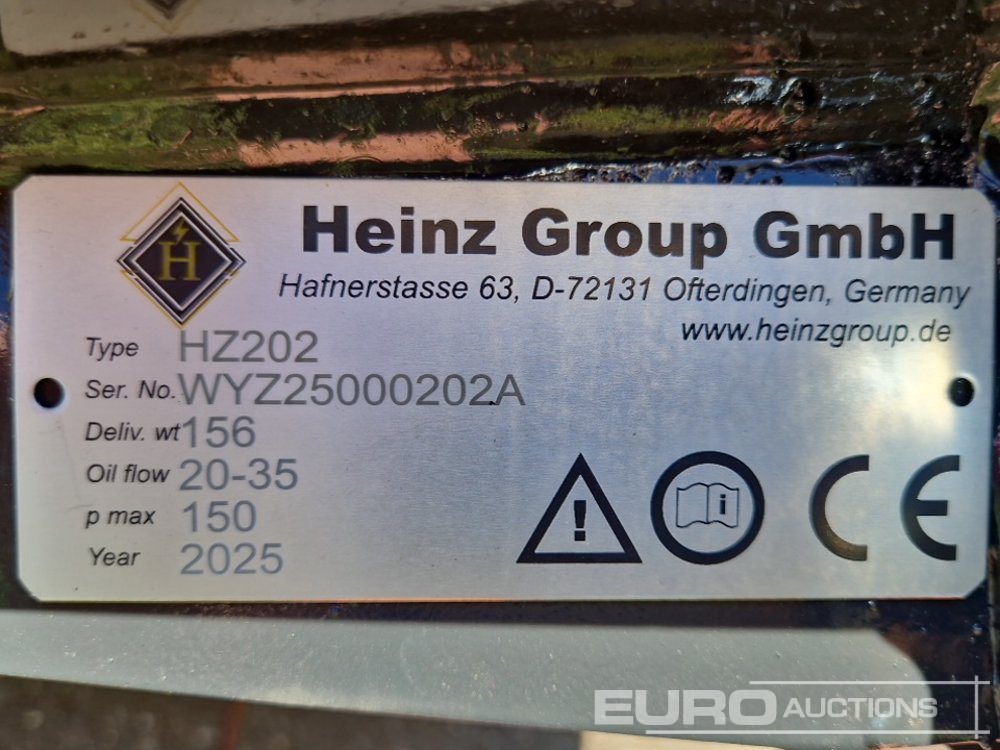 H
Heinz Group GmbH
Hafnerstasse 63, D-72131 Ofterdingen, Germany
www.heinzgroup.de
Type HZ202
Ser. No. WYZ25000202A
Deliv. wt 156
Oil flow 20-35
p max 150
Year 2025
! i CE
EURO AUCTIONS